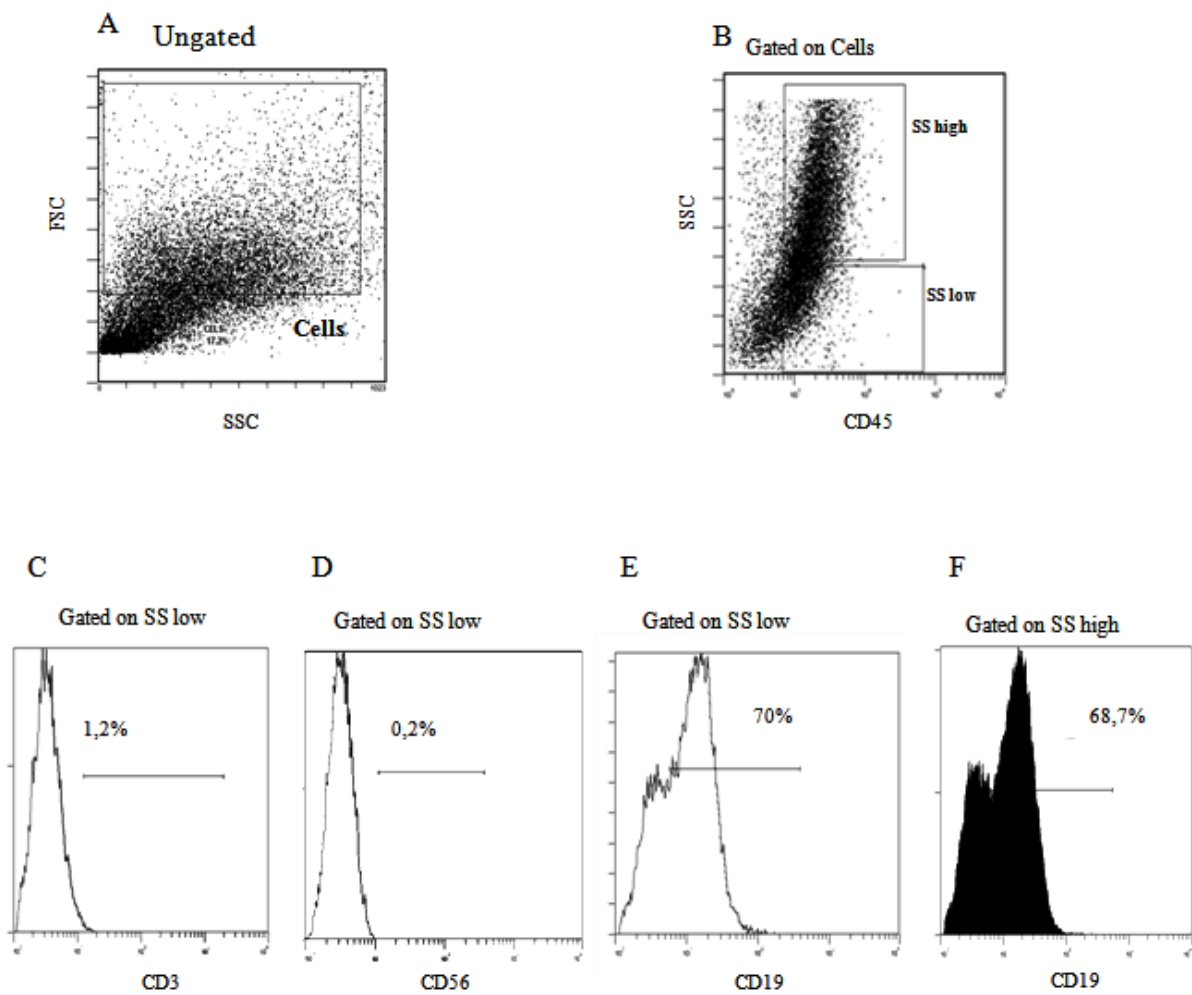 A
Ungated
FSC
Cells
0
1023
SSC
B
Gated on Cells
SSC
SS high
SS low
CD45
C
Gated on SS low
1,2%
CD3
D
Gated on SS low
0,2%
CD56
E
Gated on SS low
70%
CD19
F
Gated on SS high
68,7%
CD19